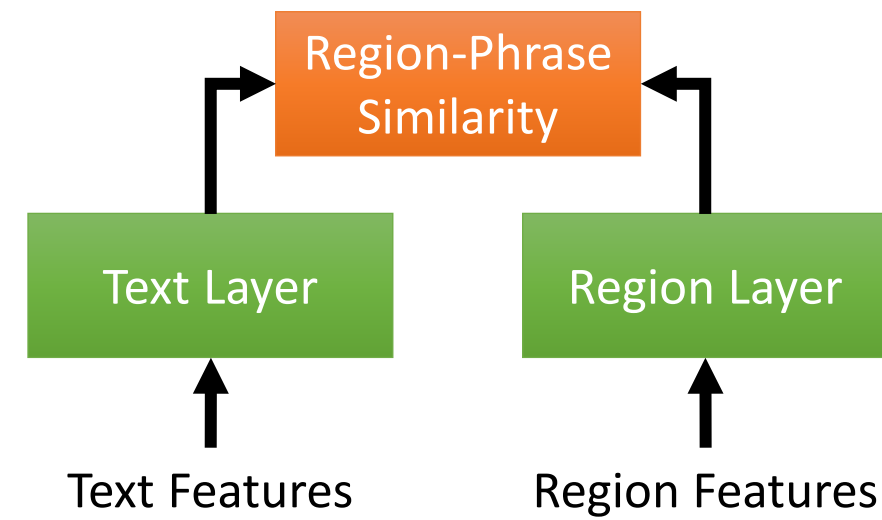 Region-Phrase
Similarity
Text Layer
Region Layer
Text Features
Region Features